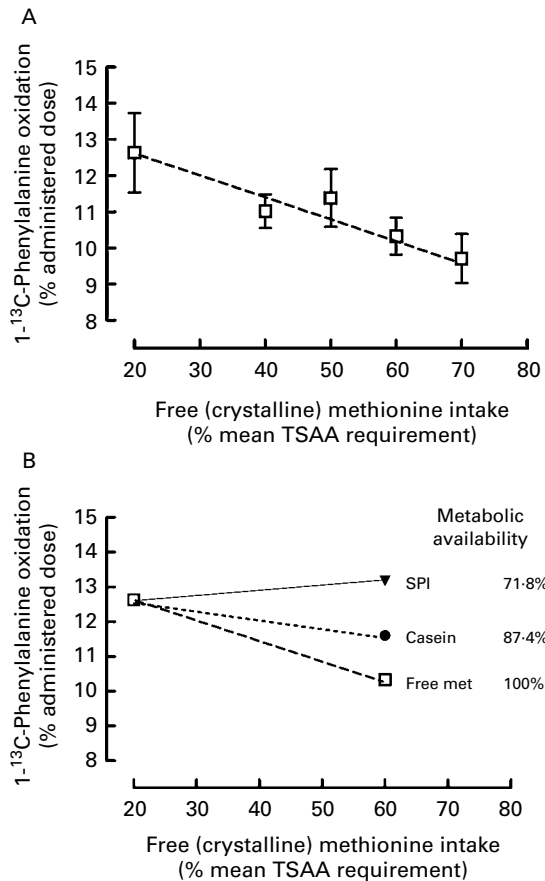 A
1-¹³C-Phenylalanine oxidation
(% administered dose)
15
14
13
12
11
10
9
8
20 30 40 50 60 70 80
Free (crystalline) methionine intake
(% mean TSAA requirement)
B
1-¹³C-Phenylalanine oxidation
(% administered dose)
15
14
13
12
11
10
9
8
Metabolic
availability
SPI 71·8%
Casein 87·4%
Free met 100%
20 30 40 50 60 70 80
Free (crystalline) methionine intake
(% mean TSAA requirement)